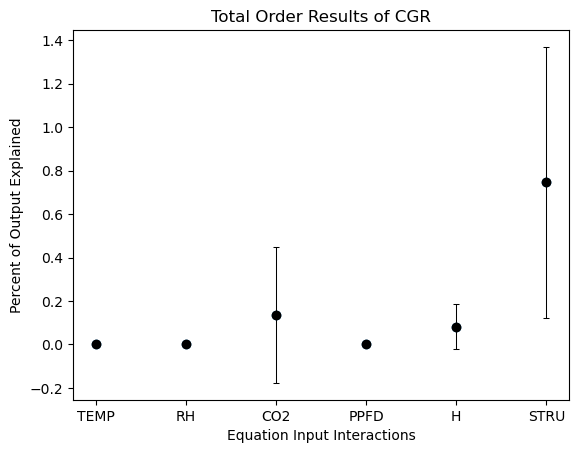 Total Order Results of CGR
Percent of Output Explained
1.4
1.2
1.0
0.8
0.6
0.4
0.2
0.0
−0.2
TEMP RH CO2 PPFD H STRU
Equation Input Interactions